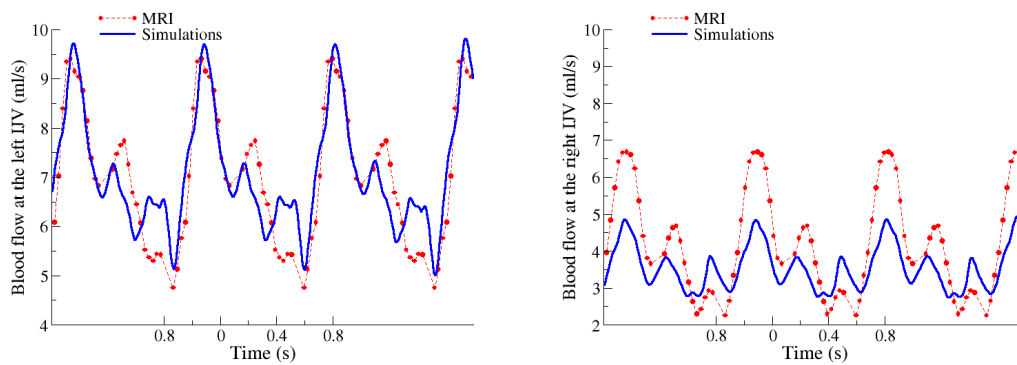 MRI
Simulations
10
9
8
7
6
5
4
Blood flow at the left IJV (ml/s)
0.8 0 0.4 0.8
Time (s)
MRI
Simulations
10
9
8
7
6
5
4
3
2
Blood flow at the right IJV (ml/s)
0.8 0 0.4 0.8
Time (s)